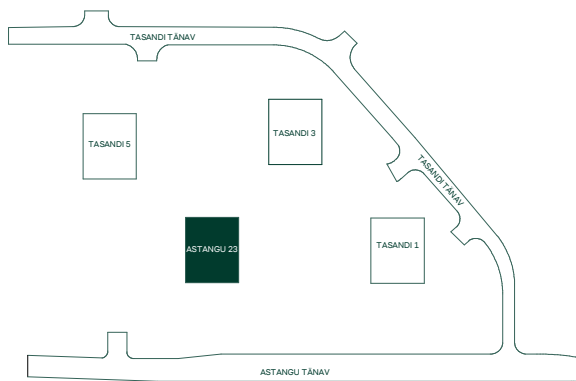 TASANDI TÄNAV
TASANDI 3
TASANDI 5
TASANDI TÄNAV
ASTANGU 23
TASANDI 1
ASTANGU TÄNAV